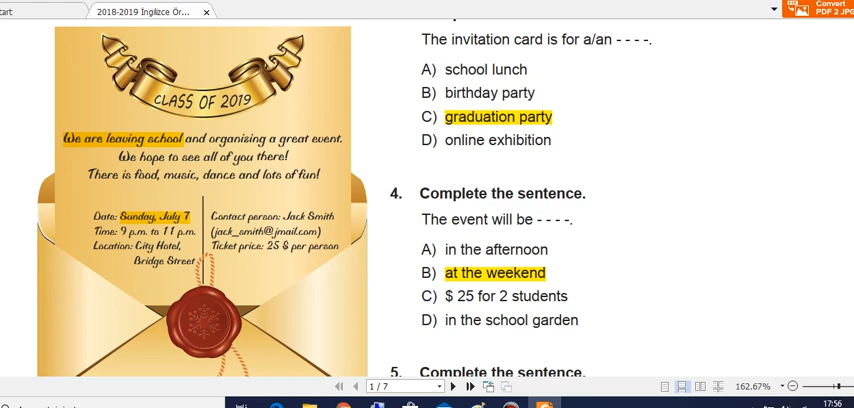 tart
2018-2019 İngilizce Ör...
Convert
PDF 2 JPG
CLASS OF 2019
We are leaving school and organizing a great event.
We hope to see all of you there!
There is food, music, dance and lots of fun!
Date: Sunday, July 7
Time: 9 p.m. to 11 p.m.
Location: City Hotel,
Bridge Street
Contact person: Jack Smith
(jack_smith@jmail.com)
Ticket price: 25 $ per person
The invitation card is for a/an - - - -.
A) school lunch
B) birthday party
C) graduation party
D) online exhibition
4. Complete the sentence.
The event will be - - - -.
A) in the afternoon
B) at the weekend
C) $ 25 for 2 students
D) in the school garden
5. Complete the sentence.
1 / 7
162.67%
17:56